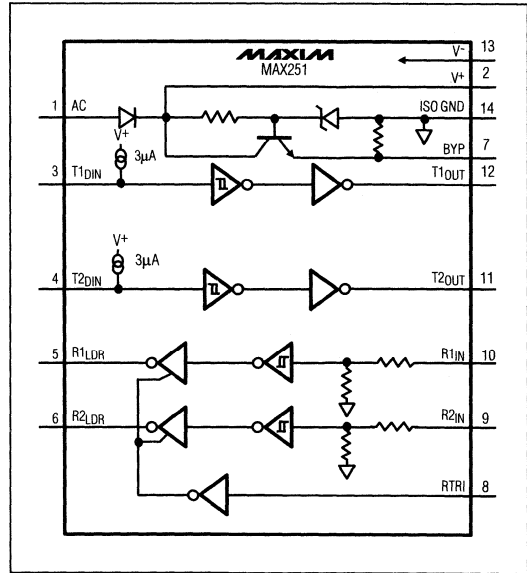 MAXIM
MAX251
V- 13
V+ 2
1 AC
ISO GND 14
V+
3µA
BYP 7
3 T1DIN
T1OUT 12
V+
3µA
4 T2DIN
T2OUT 11
5 R1LDR
R1IN 10
6 R2LDR
R2IN 9
RTRI 8